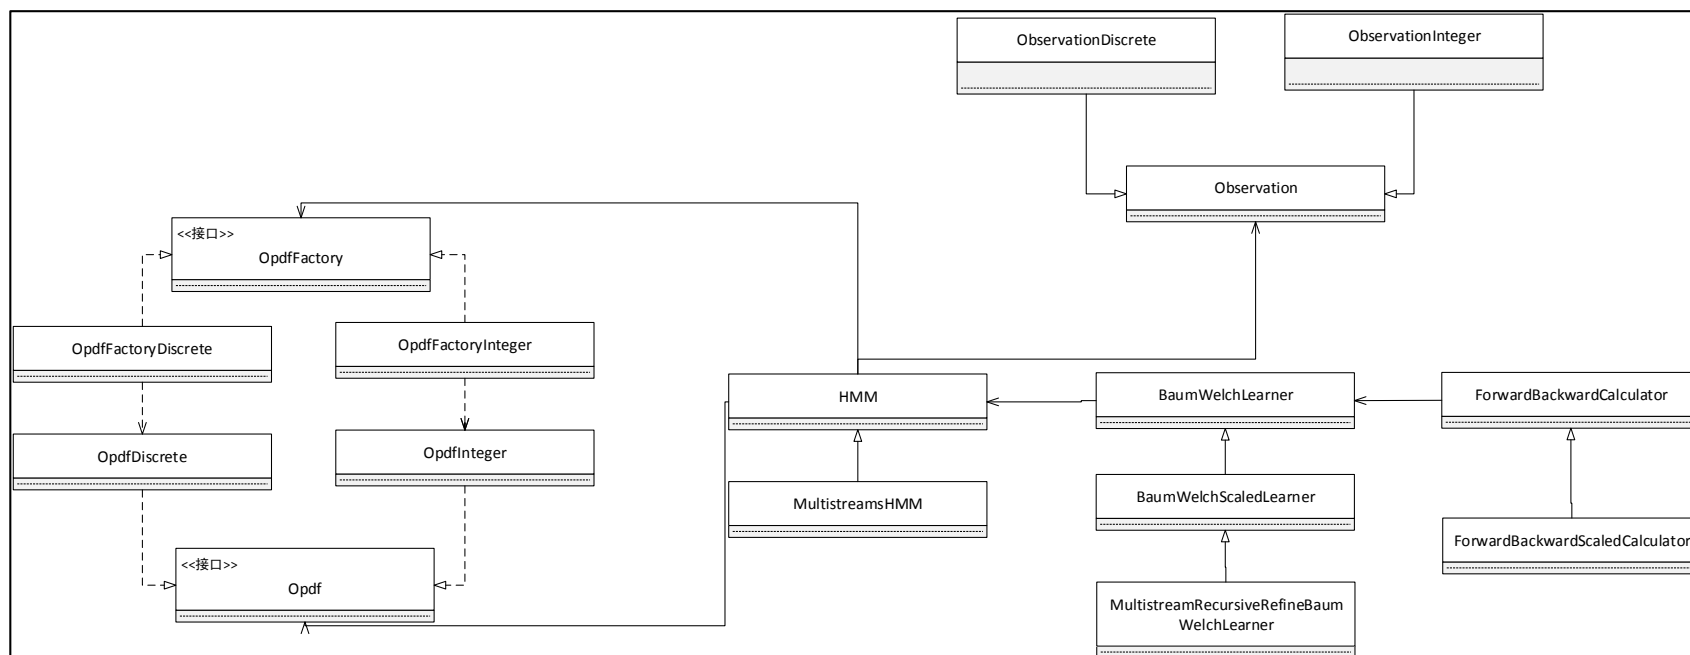 ObservationDiscrete
ObservationInteger
Observation
<<接口>>
OpdfFactory
OpdfFactoryDiscrete
OpdfFactoryInteger
HMM
BaumWelchLearner
ForwardBackwardCalculator
OpdfDiscrete
OpdfInteger
MultistreamsHMM
BaumWelchScaledLearner
ForwardBackwardScaledCalculator
<<接口>>
Opdf
MultistreamRecursiveRefineBaum
WelchLearner